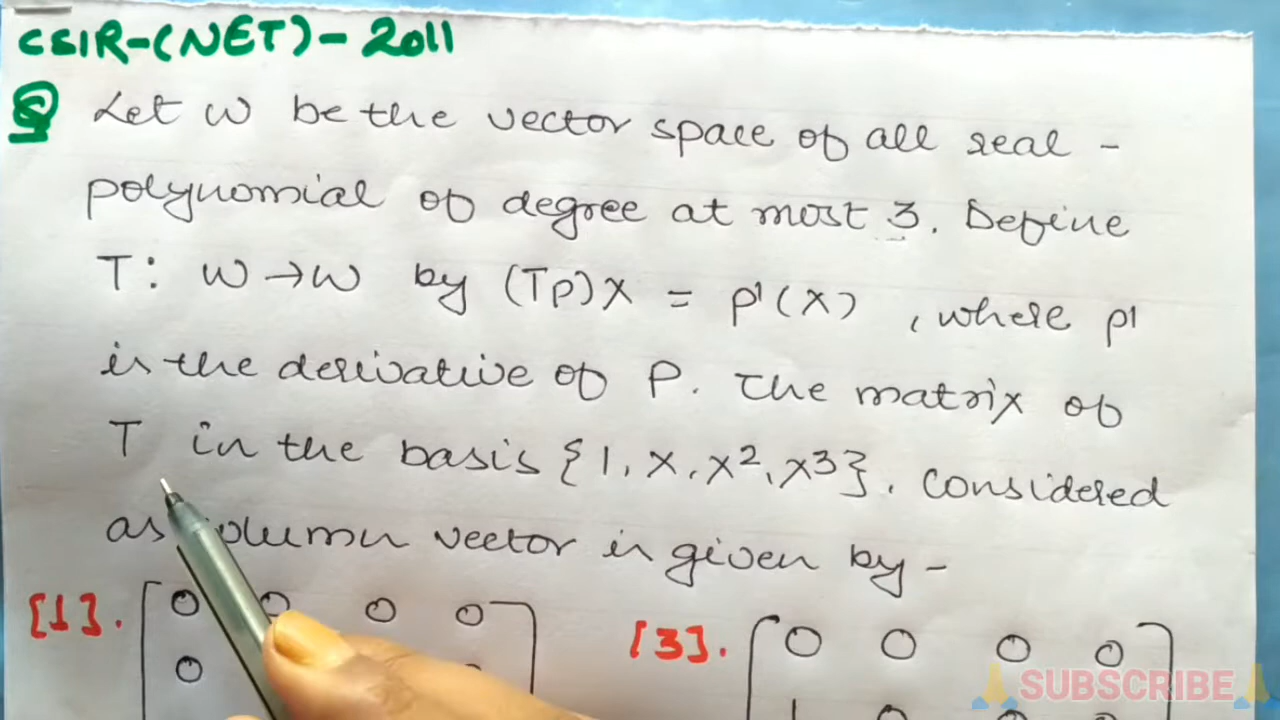 CSIR-(NET)-2011
Q Let W be the vector space of all real -
polynomial of degree at most 3. Define
T: W → W by (Tp)x = p'(x) , where p'
is the derivative of P. The matrix of
T in the basis {1, x, x², x³}. Considered
as column vector is given by -
[1]. 0 0 0 0
[3]. 0 0 0 0
0
SUBSCRIBE